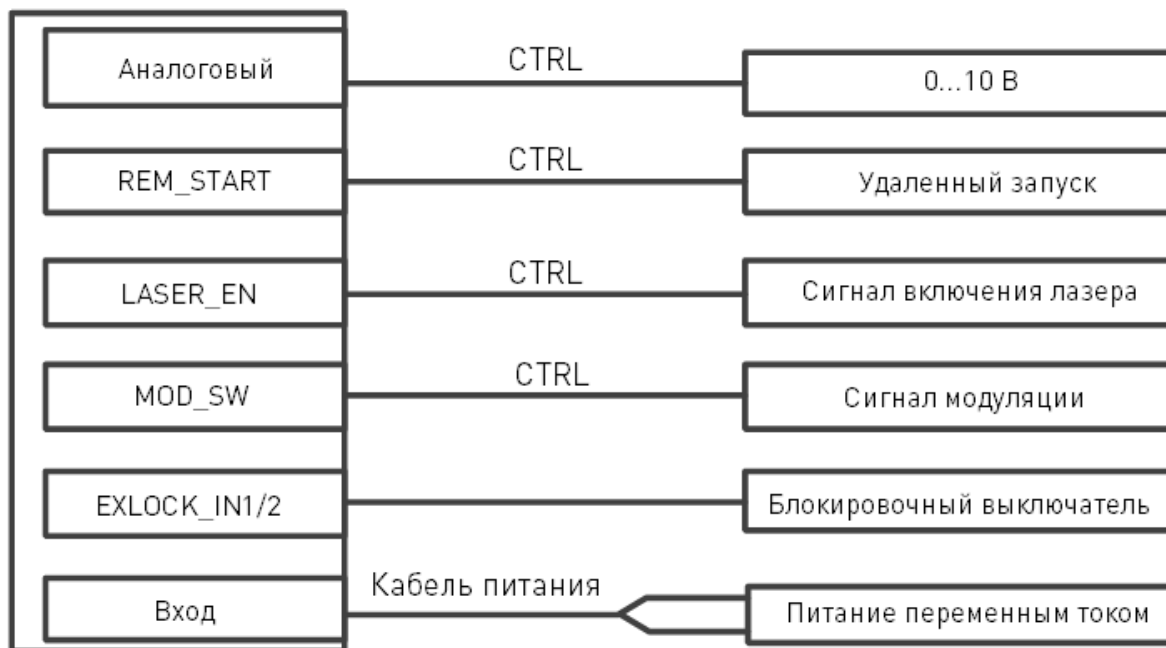 Аналоговый
CTRL
0...10 В
REM_START
CTRL
Удаленный запуск
LASER_EN
CTRL
Сигнал включения лазера
MOD_SW
CTRL
Сигнал модуляции
EXLOCK_IN1/2
Блокировочный выключатель
Вход
Кабель питания
Питание переменным током